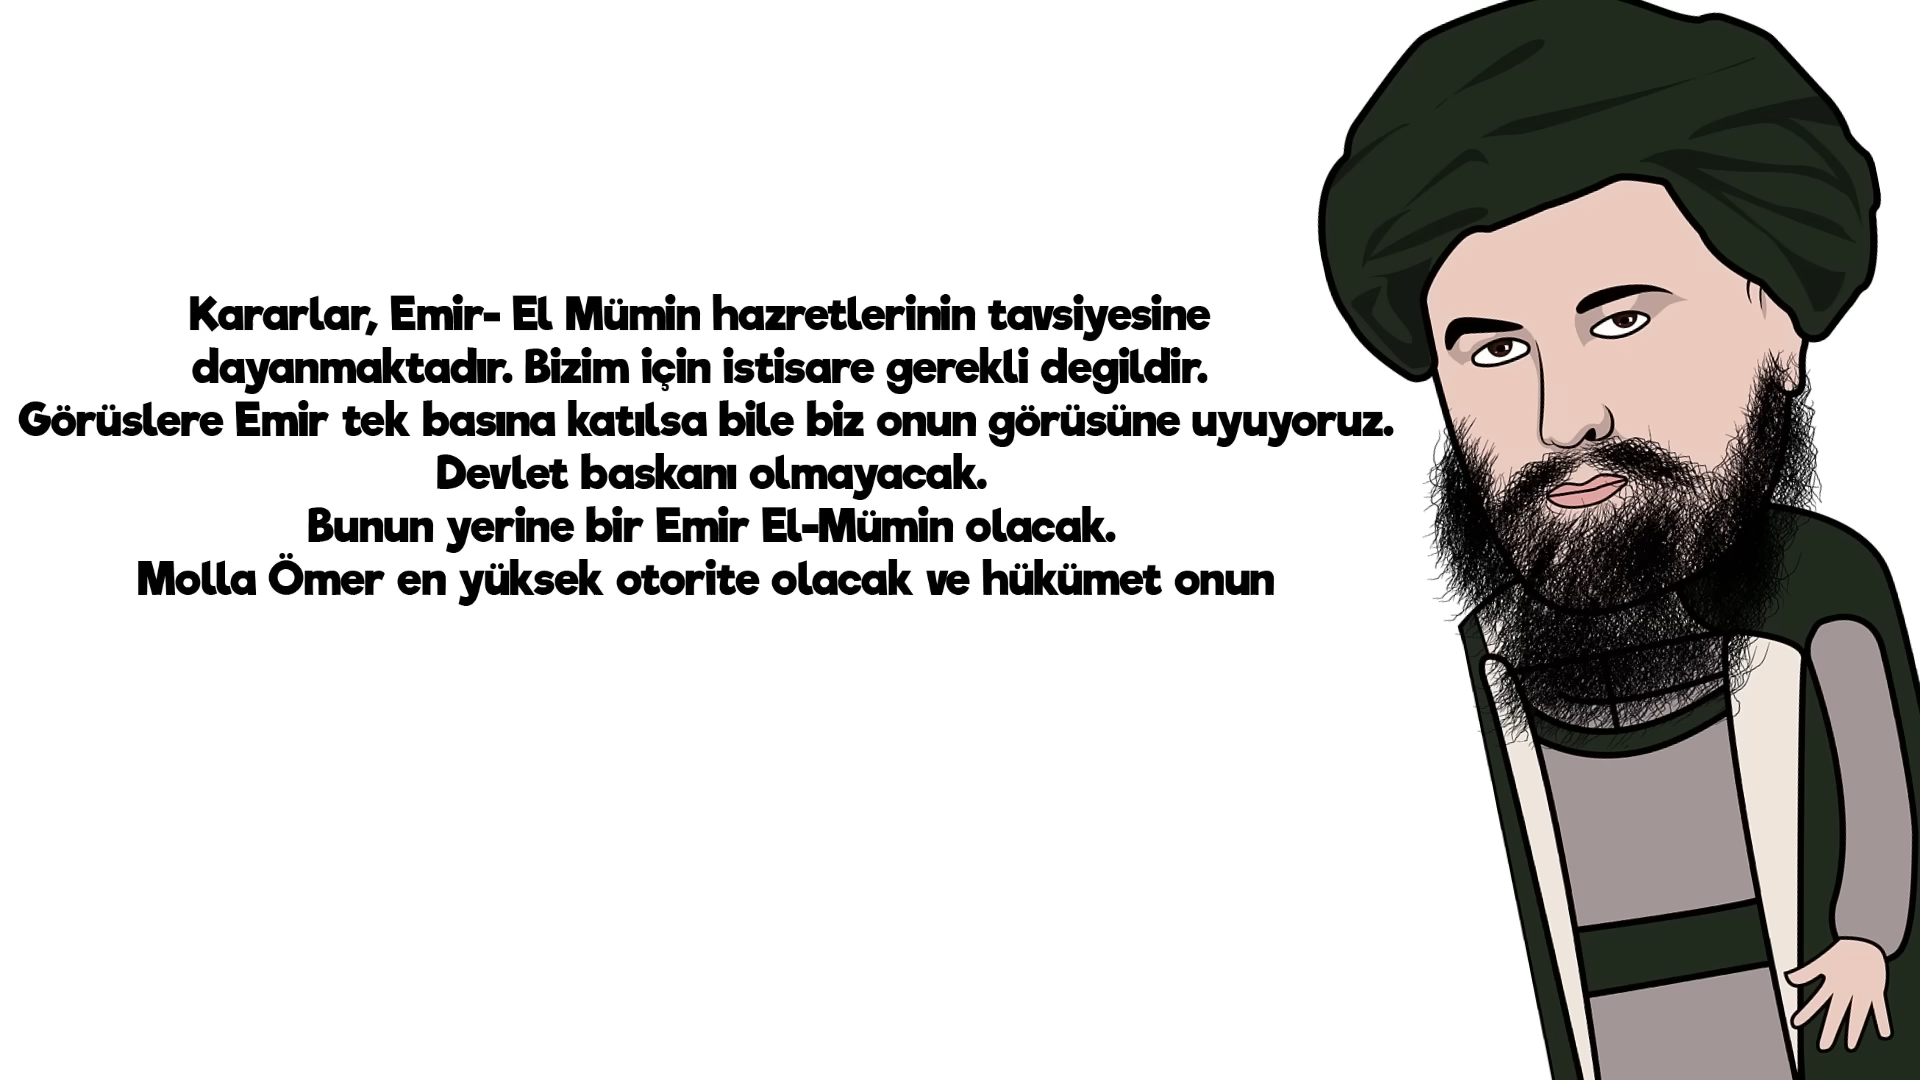 Kararlar, Emir- El Mümin hazretlerinin tavsiyesine
dayanmaktadır. Bizim için istisare gerekli degildir.
Görüslere Emir tek basına katılsa bile biz onun görüsüne uyuyoruz.
Devlet baskanı olmayacak.
Bunun yerine bir Emir El-Mümin olacak.
Molla Ömer en yüksek otorite olacak ve hükümet onun